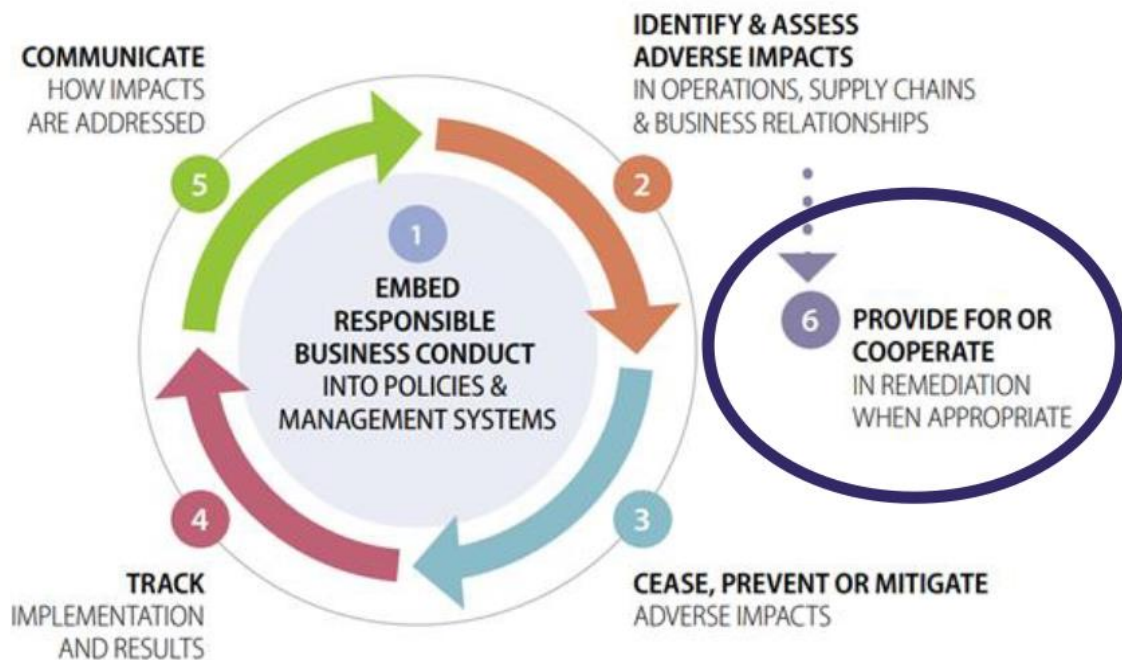 COMMUNICATE
HOW IMPACTS
ARE ADDRESSED
5
IDENTIFY & ASSESS
ADVERSE IMPACTS
IN OPERATIONS, SUPPLY CHAINS
& BUSINESS RELATIONSHIPS
2
1
EMBED
RESPONSIBLE
BUSINESS CONDUCT
INTO POLICIES &
MANAGEMENT SYSTEMS
6
PROVIDE FOR OR
COOPERATE
IN REMEDIATION
WHEN APPROPRIATE
4
TRACK
IMPLEMENTATION
AND RESULTS
3
CEASE, PREVENT OR MITIGATE
ADVERSE IMPACTS